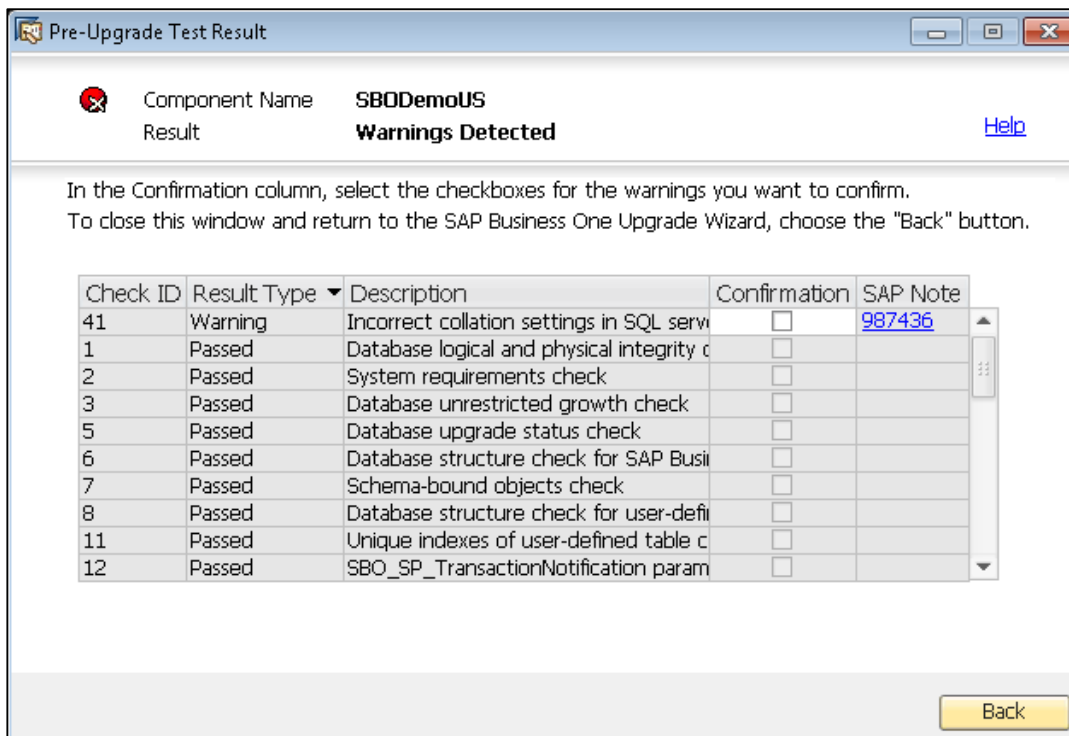 Pre-Upgrade Test Result
Component Name SBODemoUS
Result Warnings Detected
Help
In the Confirmation column, select the checkboxes for the warnings you want to confirm.
To close this window and return to the SAP Business One Upgrade Wizard, choose the "Back" button.
Check ID Result Type Description Confirmation SAP Note
41 Warning Incorrect collation settings in SQL serv 987436
1 Passed Database logical and physical integrity c
2 Passed System requirements check
3 Passed Database unrestricted growth check
5 Passed Database upgrade status check
6 Passed Database structure check for SAP Busi
7 Passed Schema-bound objects check
8 Passed Database structure check for user-defi
11 Passed Unique indexes of user-defined table c
12 Passed SBO_SP_TransactionNotification param
Back